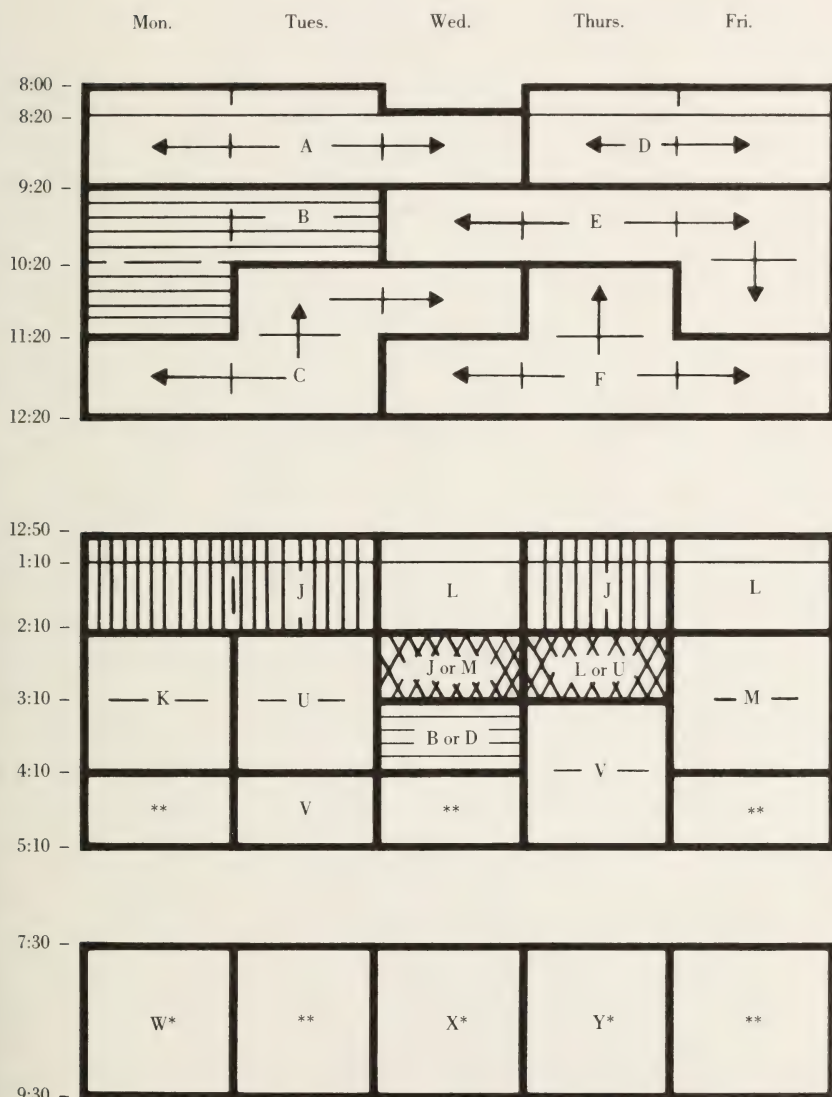 Mon. Tues. Wed. Thurs. Fri.
8:00 –
8:20 –
A D
9:20 –
B E
10:20 –
11:20 –
C F
12:20 –
12:50 –
1:10 –
J L J L
2:10 –
J or M L or U
3:10 –
K U M
B or D
4:10 –
V
** V ** **
5:10 –
7:30 –
W* ** X* Y* **
9:30 –